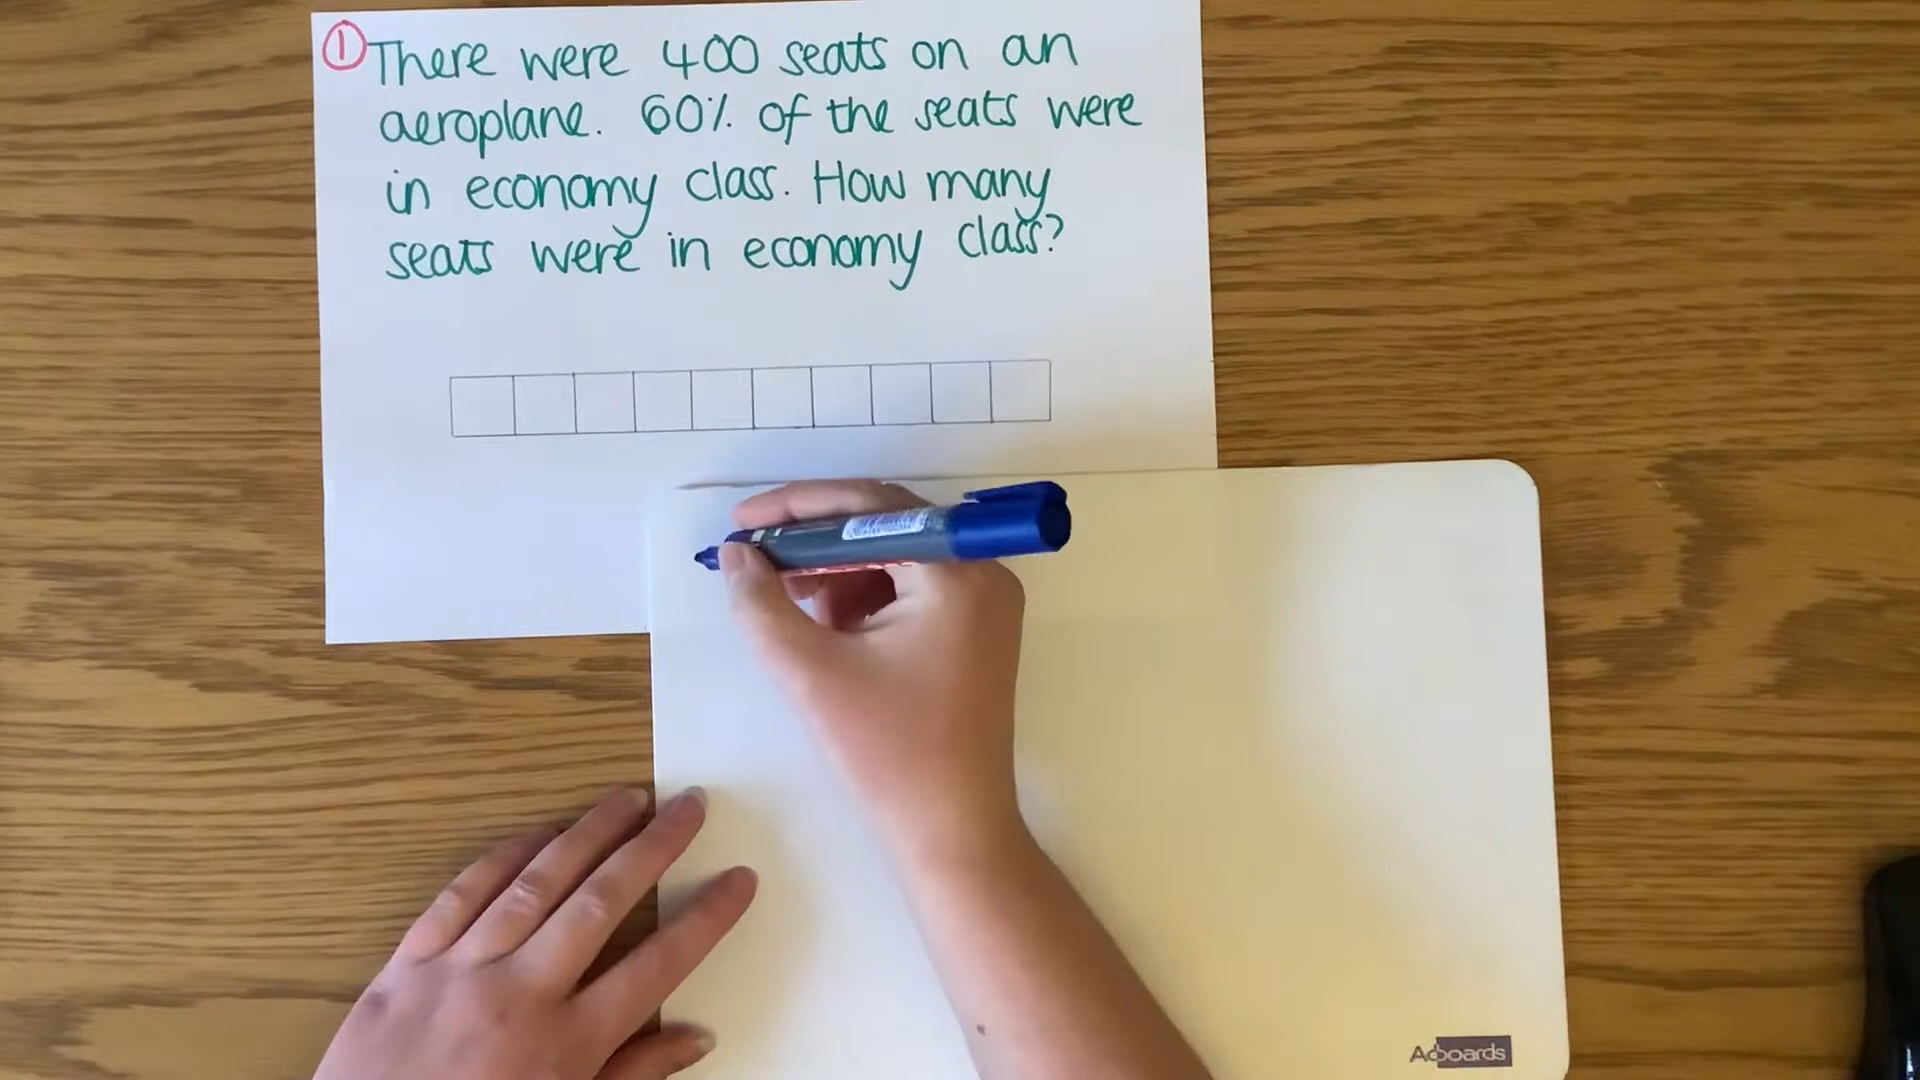 ① There were 400 seats on an
aeroplane. 60% of the seats were
in economy class. How many
seats were in economy class?
Adboards